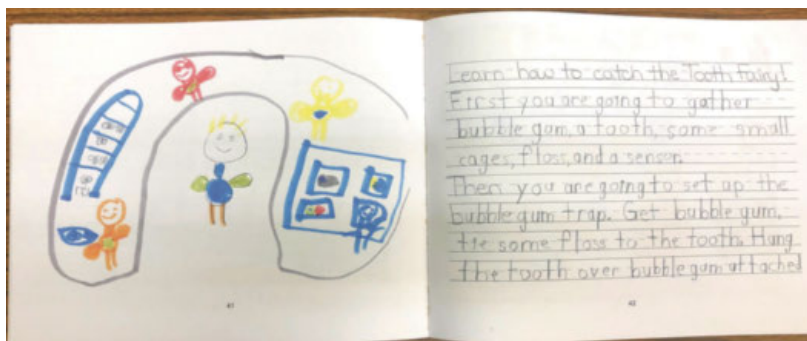 Learn how to catch the Tooth Fairy!
First you are going to gather
bubble gum, a tooth, some small
cages, floss, and a sensor.
Then you are going to set up the
bubble gum trap. Get bubble gum,
tie some floss to the tooth. Hang
the tooth over bubble gum attached